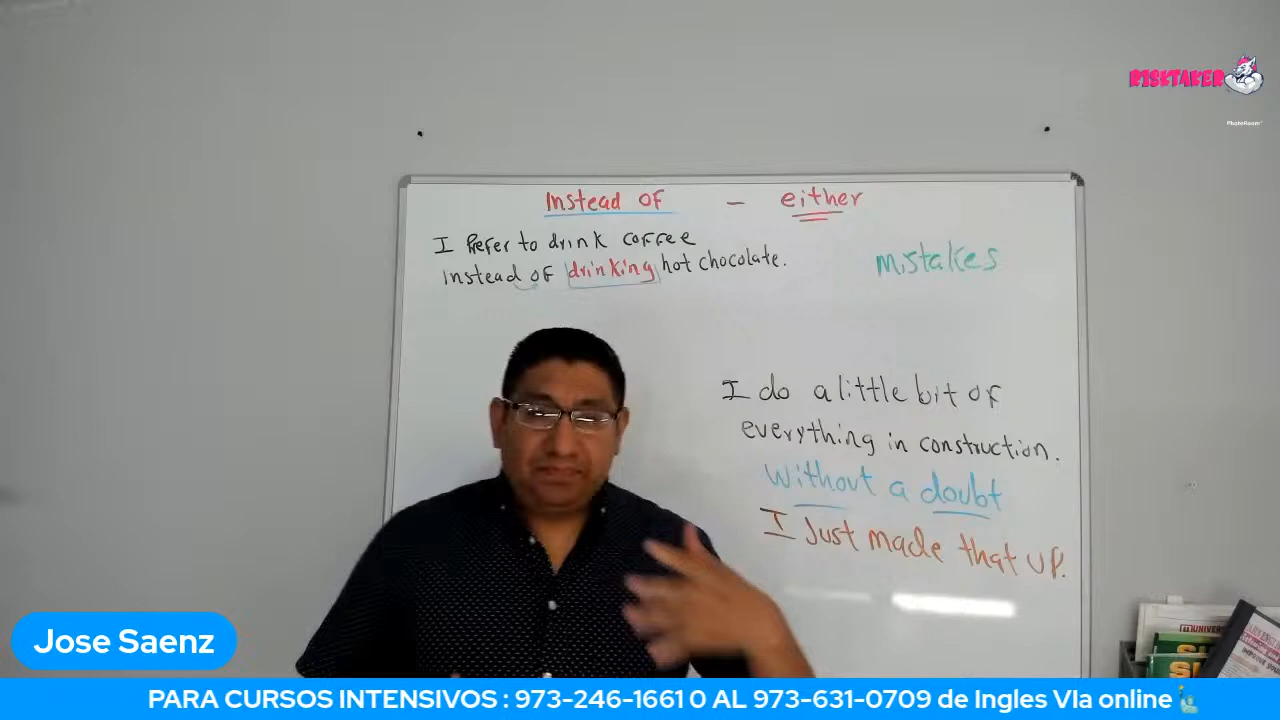 RISKTAKER
PhotoRoom
Instead of – either
I Prefer to drink coffee
instead of drinking hot chocolate.
mistakes
I do a little bit of
everything in construction.
Without a doubt
I Just made that up.
Jose Saenz
PARA CURSOS INTENSIVOS : 973-246-1661 0 AL 973-631-0709 de Ingles VIa online